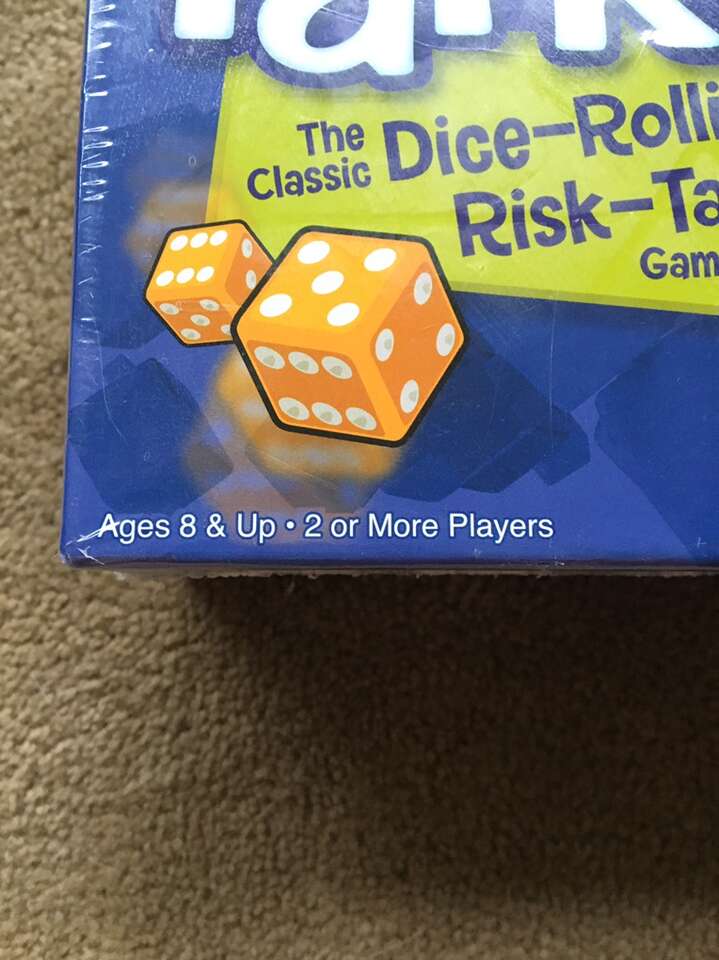 The
Classic
Dice-Rolli
Risk-Ta
Gam
Ages 8 & Up • 2 or More Players